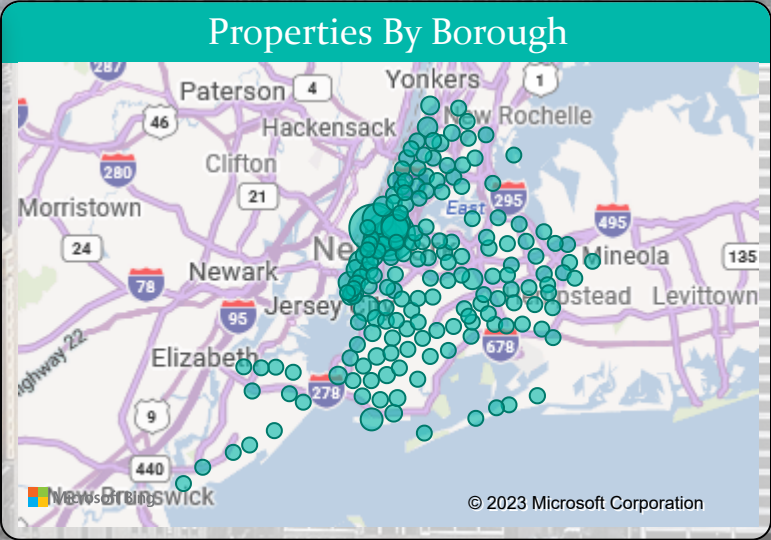 Properties By Borough
287
Yonkers
1
Paterson
4
46
New Rochelle
Hackensack
Clifton
280
21
295
Morristown
East
495
24
Ne
Mineola
135
Newark
78
Jersey
Levittown
95
Elizabeth
678
278
9
440
New Brunswick
Microsoft Bing
© 2023 Microsoft Corporation